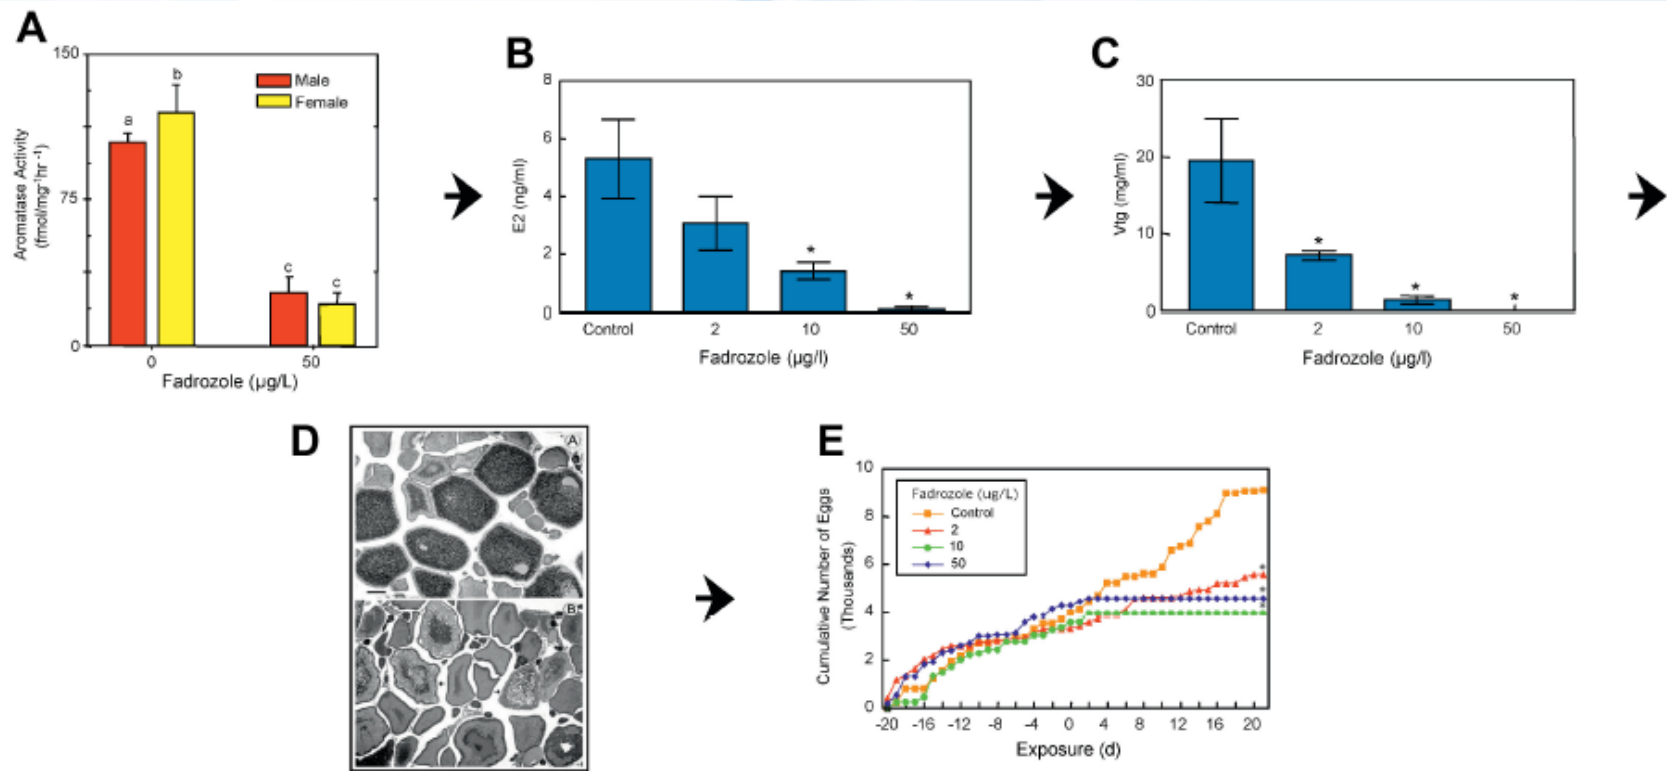 A
150
75
0
Aromatase Activity
(fmol/mg⁻¹hr⁻¹)
Male
Female
a
b
c
c
0
50
Fadrozole (µg/L)
B
8
6
4
2
0
E2 (ng/ml)
*
*
Control
2
10
50
Fadrozole (µg/l)
C
30
20
10
0
Vtg (mg/ml)
*
*
*
Control
2
10
50
Fadrozole (µg/l)
D
A
B
E
10
8
6
4
2
0
Cumulative Number of Eggs
(Thousands)
Fadrozole (ug/L)
Control
2
10
50
*
*
*
-20 -16 -12 -8 -4 0 4 8 12 16 20
Exposure (d)